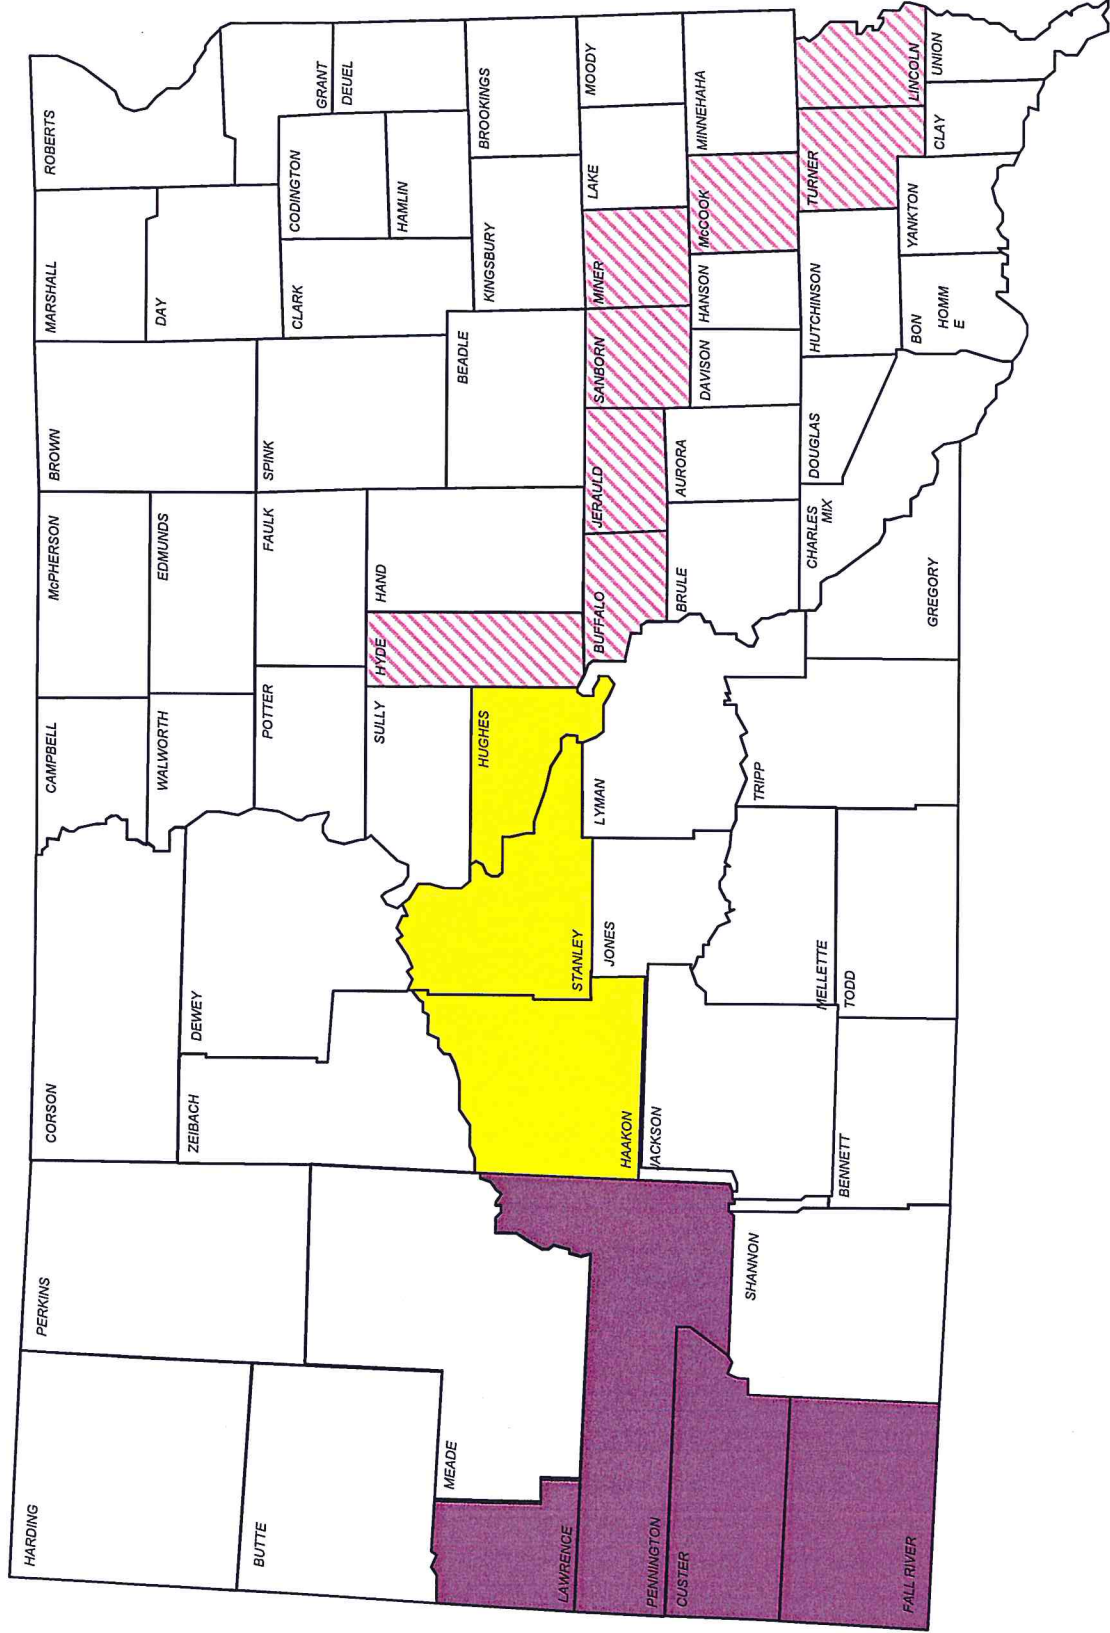 HARDING
PERKINS
CORSON
CAMPBELL
McPHERSON
BROWN
MARSHALL
ROBERTS
BUTTE
ZEIBACH
DEWEY
WALWORTH
EDMUNDS
DAY
GRANT
DEUEL
POTTER
FAULK
SPINK
CLARK
CODINGTON
HAMLIN
MEADE
SULLY
HYDE
HAND
BEADLE
KINGSBURY
BROOKINGS
LAWRENCE
HAAKON
STANLEY
HUGHES
BUFFALO
JERAULD
SANBORN
MINER
LAKE
MOODY
PENNINGTON
CUSTER
JACKSON
JONES
LYMAN
BRULE
AURORA
DAVISON
HANSON
McCOOK
MINNEHAHA
SHANNON
BENNETT
MELLETTE
TODD
TRIPP
CHARLES
MIX
DOUGLAS
HUTCHINSON
TURNER
LINCOLN
FALL RIVER
GREGORY
BON
HOMM
E
YANKTON
CLAY
UNION